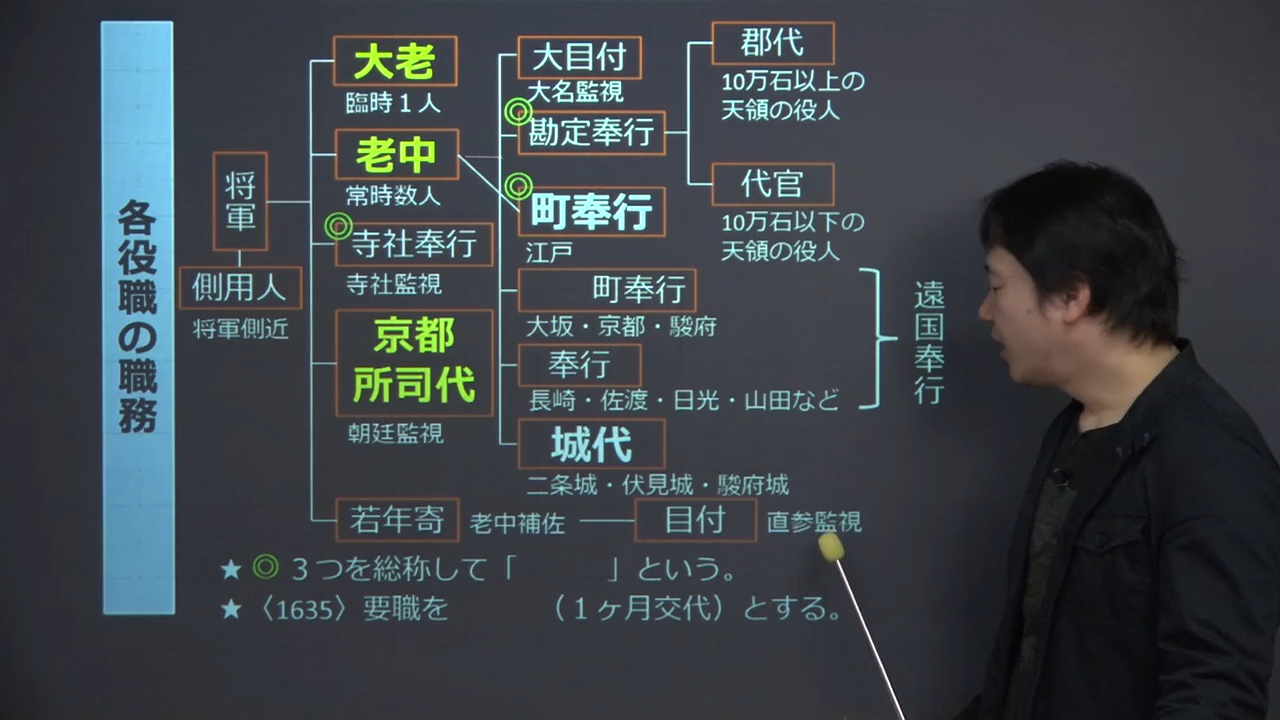 各役職の職務
将軍
側用人
将軍側近
大老
臨時１人
老中
常時数人
◎
寺社奉行
寺社監視
京都
所司代
朝廷監視
若年寄
老中補佐
目付
直参監視
大目付
大名監視
◎
勘定奉行
◎
町奉行
江戸
町奉行
大坂・京都・駿府
奉行
長崎・佐渡・日光・山田など
城代
二条城・伏見城・駿府城
郡代
10万石以上の
天領の役人
代官
10万石以下の
天領の役人
遠国奉行
★ ◎ ３つを総称して「　　　」という。
★〈1635〉要職を　　　（１ヶ月交代）とする。